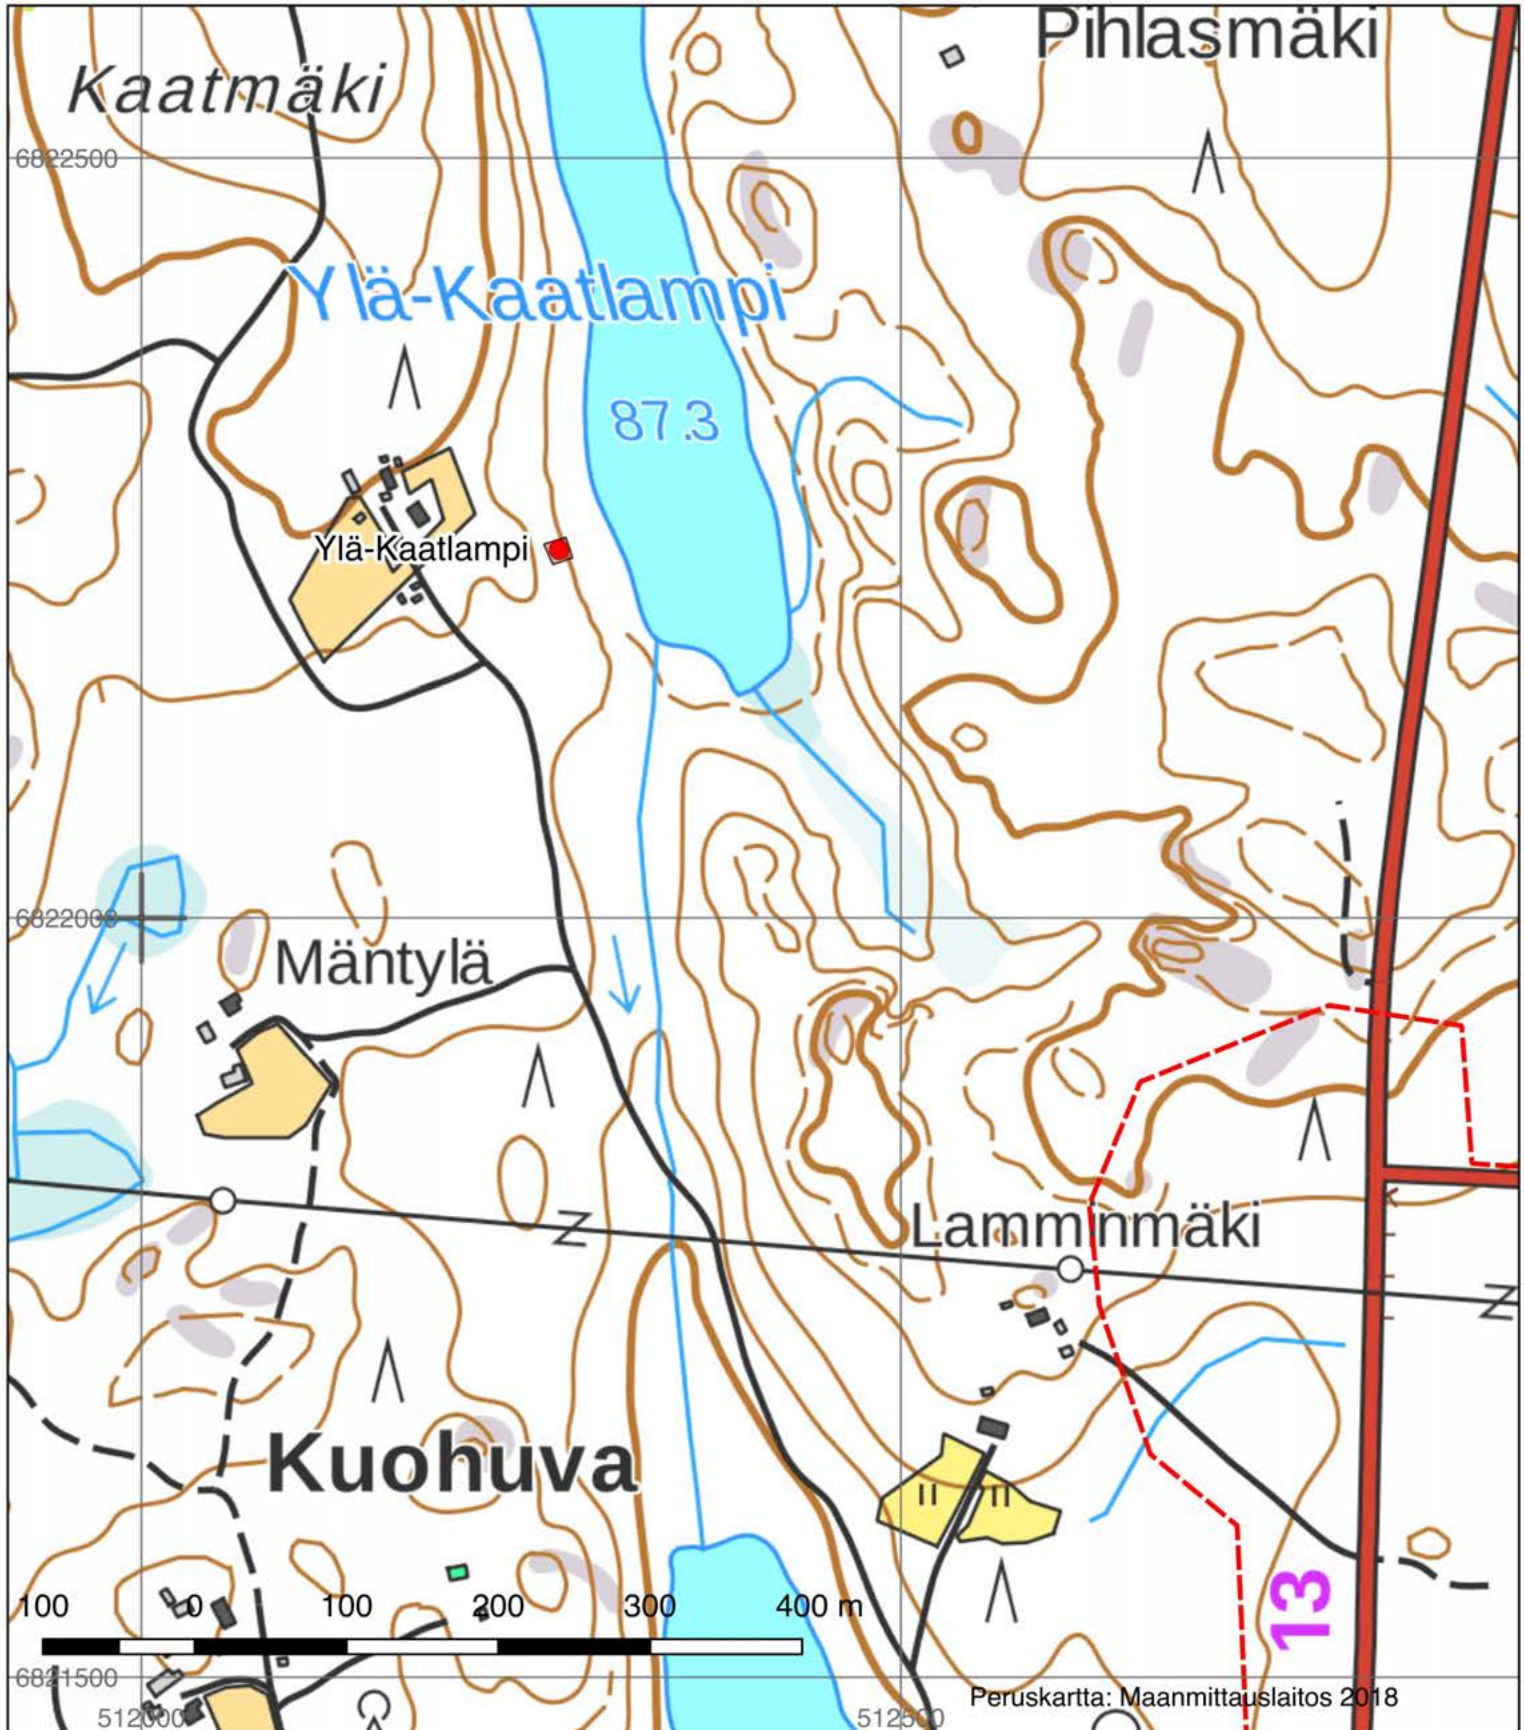 Pihlasmäki
Kaatmäki
6822500
Ylä-Kaatlampi
87.3
Ylä-Kaatlampi
6822000
Mäntylä
Lamminmäki
Kuohuva
13
100 0 100 200 300 400 m
6821500
Peruskartta: Maanmittauslaitos 2018
512000 512500